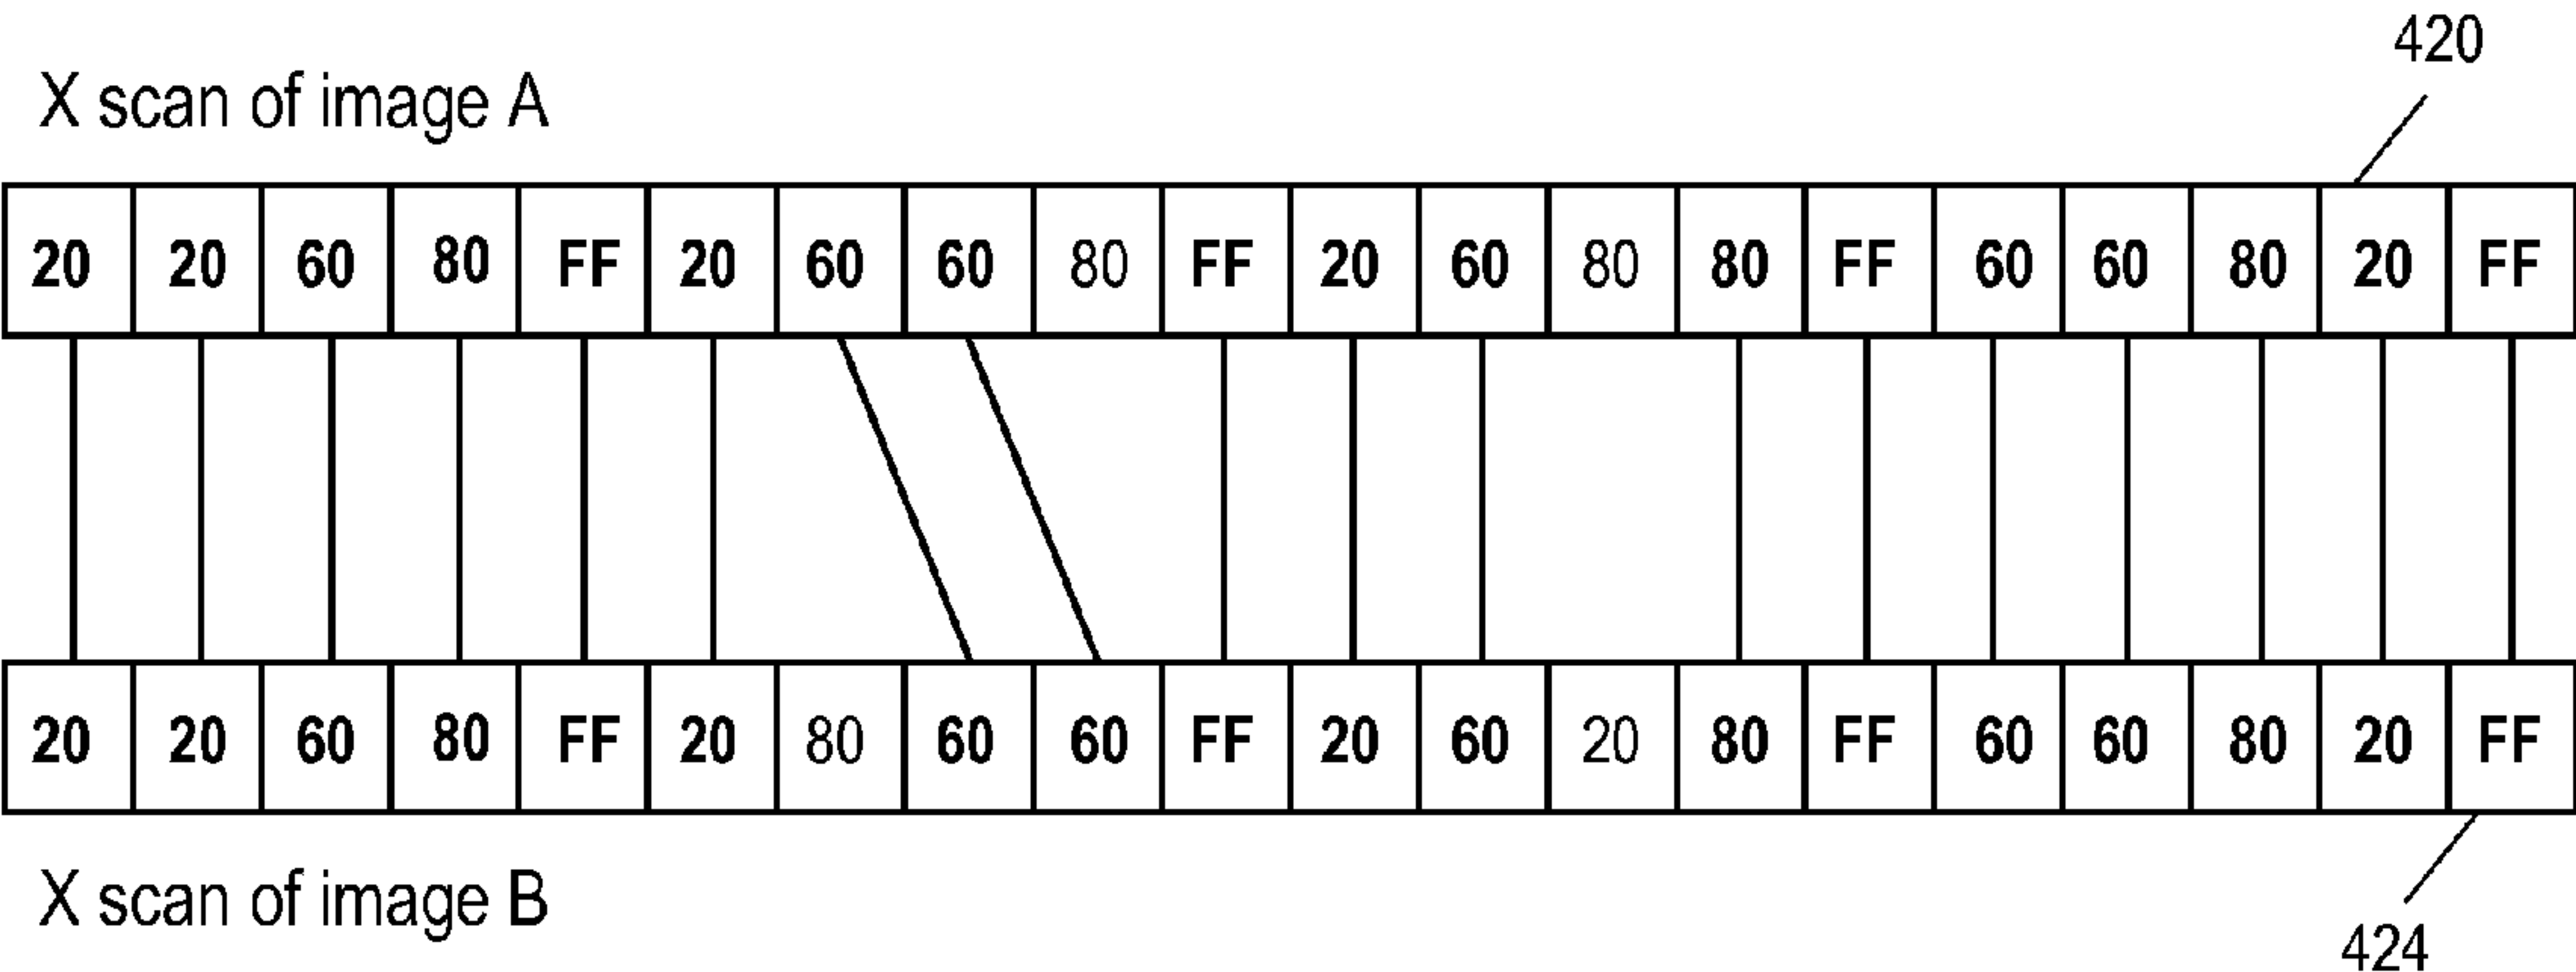 420
X scan of image A
20 20 60 80 FF 20 60 60 80 FF 20 60 80 80 FF 60 60 80 20 FF
20 20 60 80 FF 20 80 60 60 FF 20 60 20 80 FF 60 60 80 20 FF
X scan of image B
424